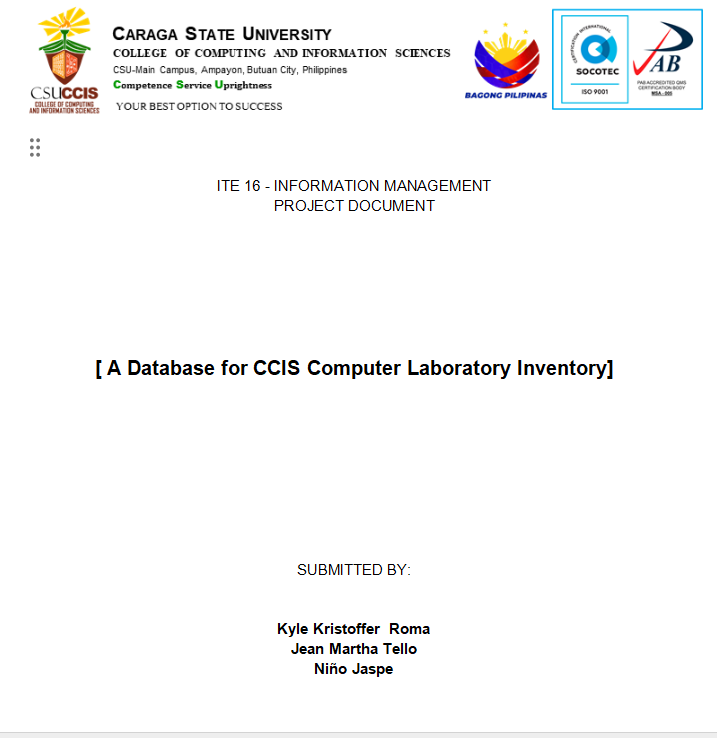 CSUCCIS
COLLEGE OF COMPUTING
AND INFORMATION SCIENCES
CARAGA STATE UNIVERSITY
COLLEGE OF COMPUTING AND INFORMATION SCIENCES
CSU-Main Campus, Ampayon, Butuan City, Philippines
Competence Service Uprightness
YOUR BEST OPTION TO SUCCESS
BAGONG PILIPINAS
CERTIFICATION INTERNATIONAL
SOCOTEC
ISO 9001
PAB
PAB ACCREDITED QMS
CERTIFICATION BODY
ITE 16 - INFORMATION MANAGEMENT
PROJECT DOCUMENT
[ A Database for CCIS Computer Laboratory Inventory]
SUBMITTED BY:
Kyle Kristoffer Roma
Jean Martha Tello
Niño Jaspe